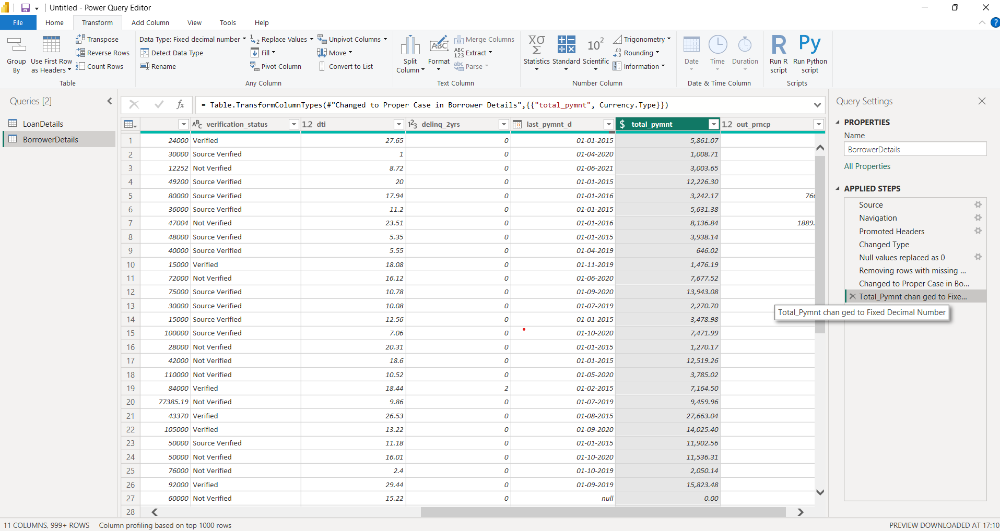 Untitled - Power Query Editor
File Home Transform Add Column View Tools Help
Group By
Use First Row as Headers
Transpose
Reverse Rows
Count Rows
Table
Data Type: Fixed decimal number
Detect Data Type
Rename
Replace Values
Fill
Pivot Column
Unpivot Columns
Move
Convert to List
Any Column
Split Column
Format
Merge Columns
Extract
Parse
Text Column
Statistics
Standard
Scientific
Trigonometry
Rounding
Information
Number Column
Date
Time
Duration
Date & Time Column
Run R script
Run Python script
Scripts
Queries [2]
LoanDetails
BorrowerDetails
= Table.TransformColumnTypes(#"Changed to Proper Case in Borrower Details",{{"total_pymnt", Currency.Type}})
verification_status 1.2 dti delinq_2yrs last_pymnt_d $ total_pymnt 1.2 out_prncp
1 24000 Verified 27.65 0 01-01-2015 5,861.07
2 30000 Source Verified 1 0 01-04-2020 1,008.71
3 12252 Not Verified 8.72 0 01-06-2021 3,003.65
4 49200 Source Verified 20 0 01-01-2015 12,226.30
5 80000 Source Verified 17.94 0 01-01-2016 3,242.17
6 36000 Source Verified 11.2 0 01-01-2015 5,631.38
7 47004 Not Verified 23.51 0 01-01-2016 8,136.84 1889.
8 48000 Source Verified 5.35 0 01-01-2015 3,938.14
9 40000 Source Verified 5.55 0 01-04-2019 646.02
10 15000 Verified 18.08 0 01-11-2019 1,476.19
11 72000 Not Verified 16.12 0 01-06-2020 7,677.52
12 75000 Source Verified 10.78 0 01-09-2020 13,943.08
13 30000 Source Verified 10.08 0 01-07-2019 2,270.70
14 15000 Source Verified 12.56 0 01-01-2015 3,478.98
15 100000 Source Verified 7.06 0 01-10-2020 7,471.99
16 28000 Not Verified 20.31 0 01-01-2015 1,270.17
17 42000 Not Verified 18.6 0 01-01-2015 12,519.26
18 110000 Not Verified 10.52 0 01-05-2020 3,785.02
19 84000 Verified 18.44 2 01-02-2015 7,164.50
20 77385.19 Not Verified 9.86 0 01-07-2019 9,459.96
21 43370 Verified 26.53 0 01-08-2015 27,663.04
22 105000 Verified 13.22 0 01-09-2020 14,025.40
23 50000 Source Verified 11.18 0 01-01-2015 11,902.56
24 50000 Not Verified 16.01 0 01-10-2020 11,536.31
25 76000 Not Verified 2.4 0 01-10-2019 2,050.14
26 92000 Verified 29.44 0 01-09-2019 15,823.48
27 60000 Not Verified 15.22 0 null 0.00
28
Query Settings
PROPERTIES
Name
BorrowerDetails
All Properties
APPLIED STEPS
Source
Navigation
Promoted Headers
Changed Type
Null values replaced as 0
Removing rows with missing ...
Changed to Proper Case in Bo...
Total_Pymnt chan ged to Fixe...
Total_Pymnt chan ged to Fixed Decimal Number
11 COLUMNS, 999+ ROWS Column profiling based on top 1000 rows
PREVIEW DOWNLOADED AT 17:10